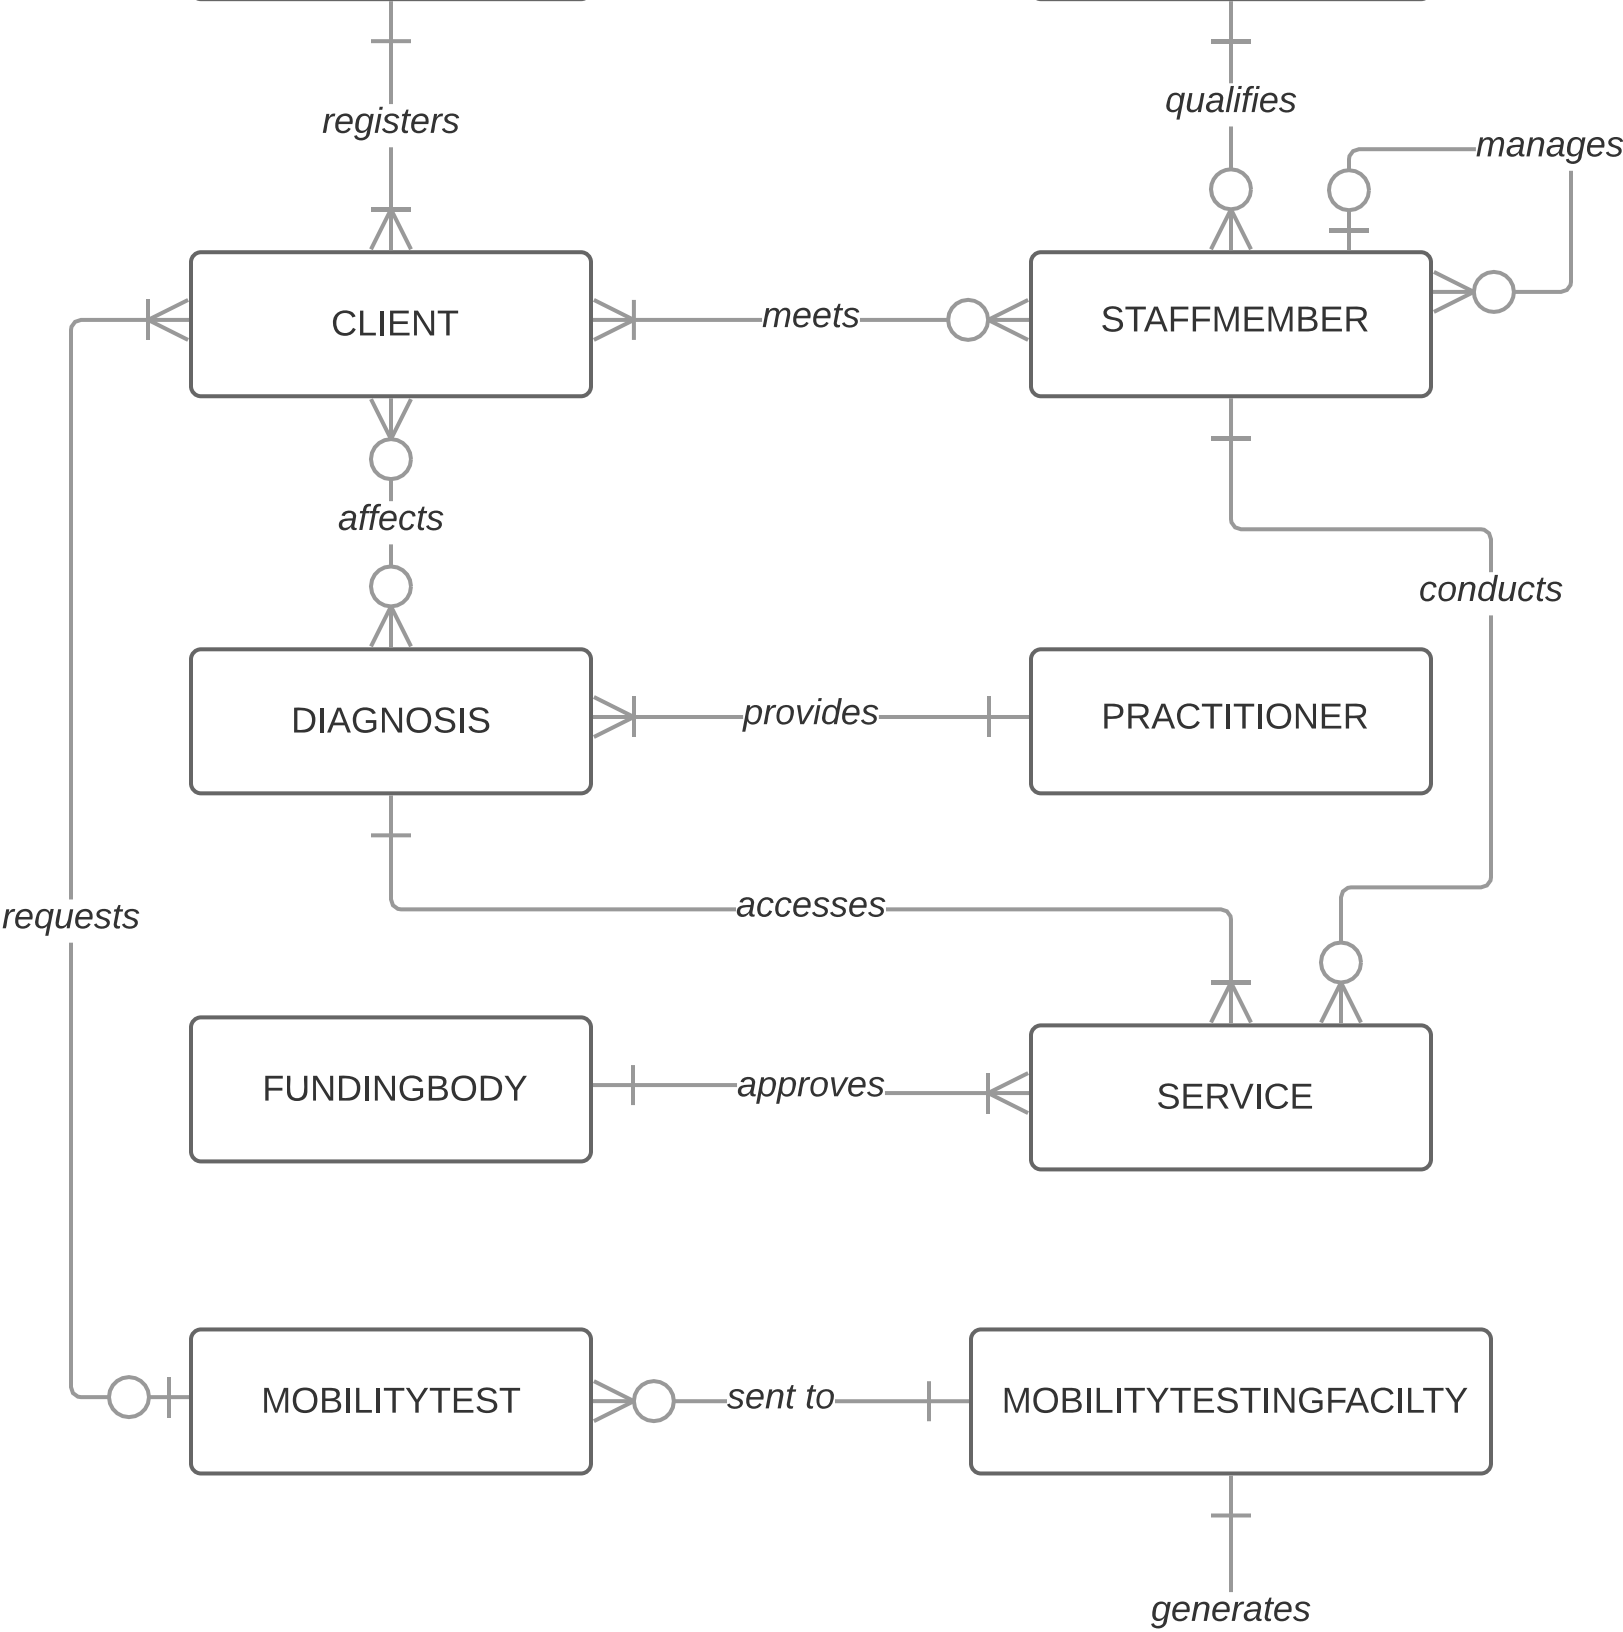 registers
qualifies
manages
CLIENT
meets
STAFFMEMBER
affects
conducts
DIAGNOSIS
provides
PRACTITIONER
requests
accesses
FUNDINGBODY
approves
SERVICE
MOBILITYTEST
sent to
MOBILITYTESTINGFACILTY
generates